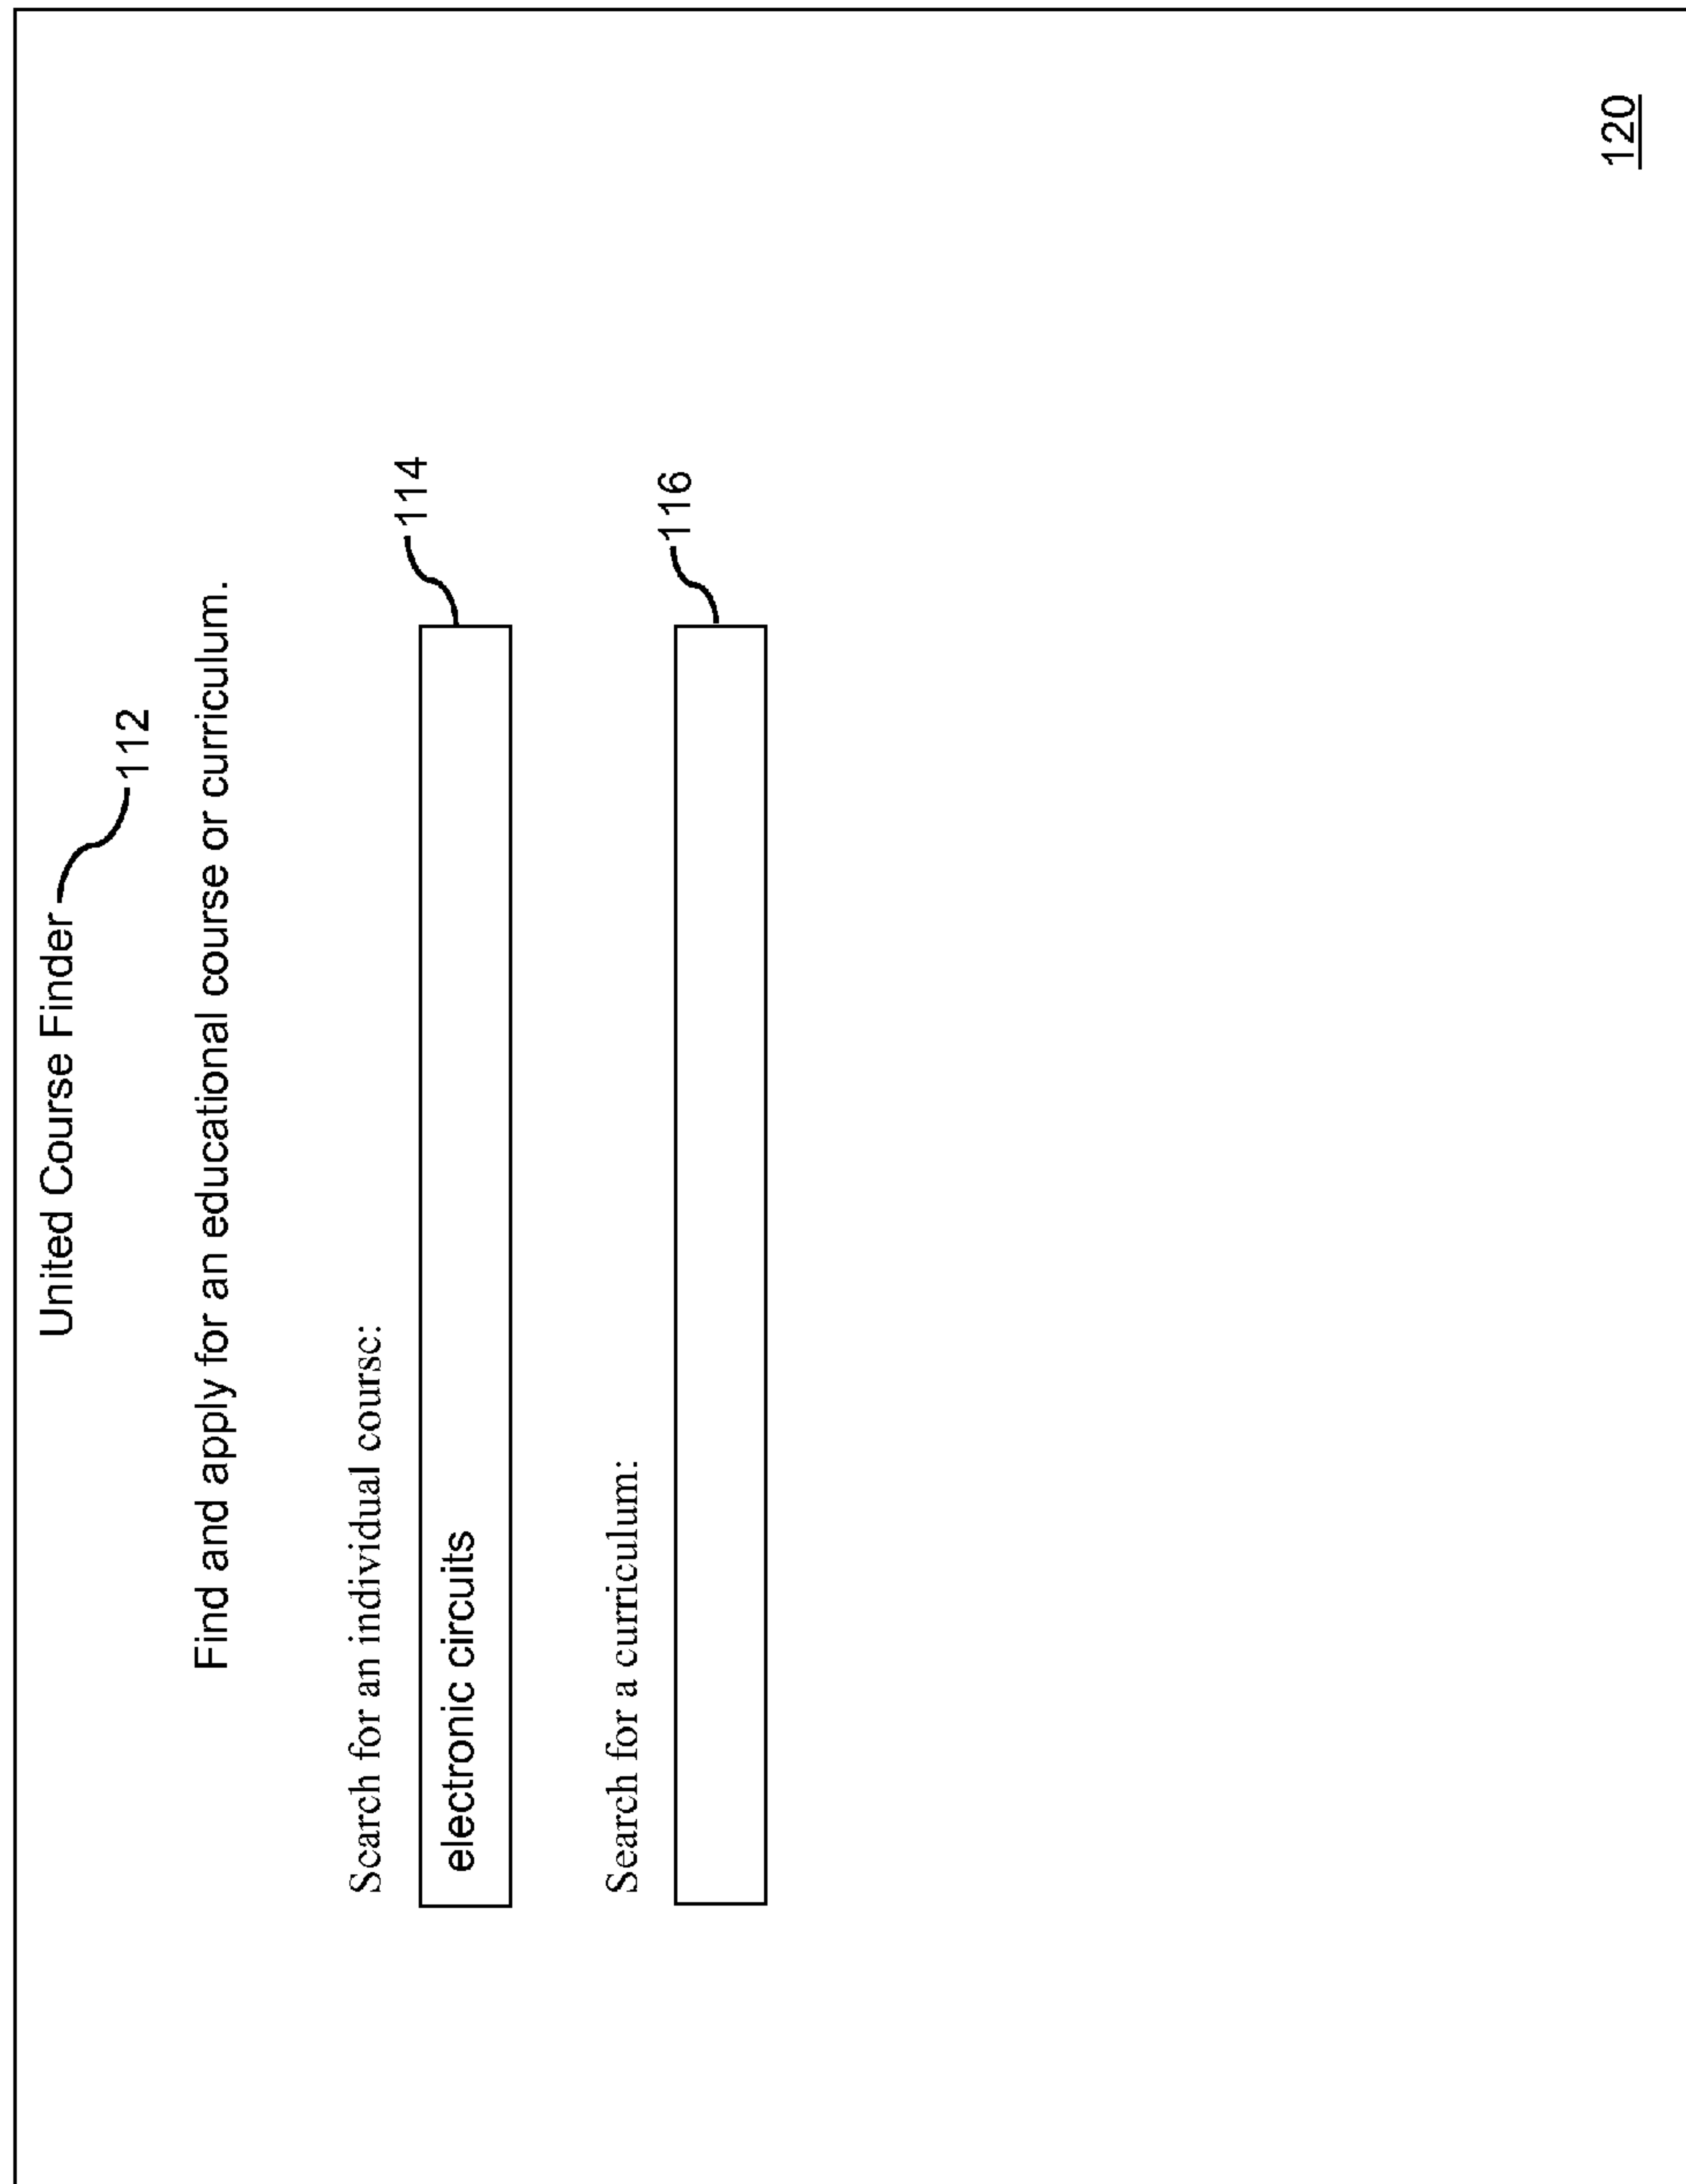 United Course Finder
112
Find and apply for an educational course or curriculum.
Search for an individual course:
114
electronic circuits
Search for a curriculum:
116
120